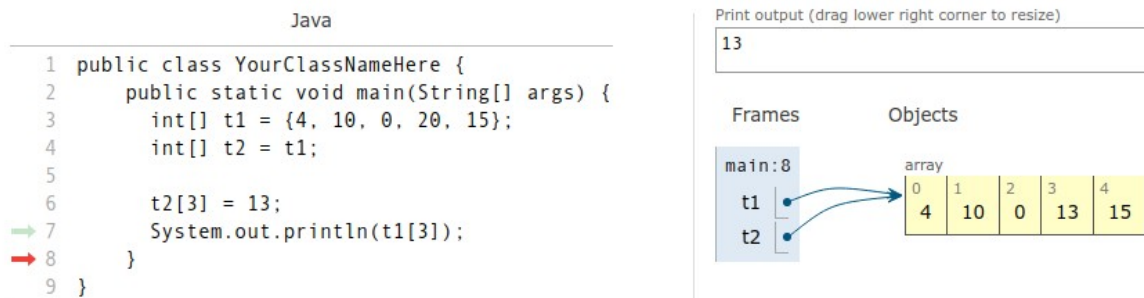 Java
1 public class YourClassNameHere {
2     public static void main(String[] args) {
3       int[] t1 = {4, 10, 0, 20, 15};
4       int[] t2 = t1;
5
6       t2[3] = 13;
7       System.out.println(t1[3]);
8     }
9 }
Print output (drag lower right corner to resize)
13
Frames Objects
main:8
t1
t2
array
0 1 2 3 4
4 10 0 13 15